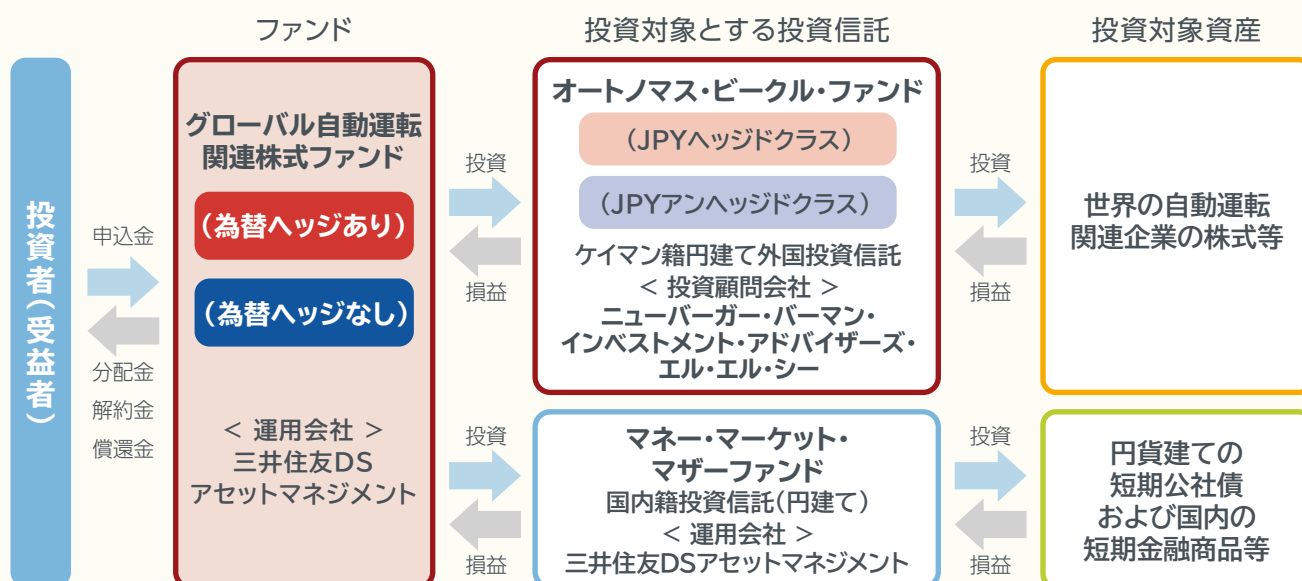 ファンド
投資対象とする投資信託
投資対象資産
投資者(受益者)
申込金
分配金
解約金
償還金
グローバル自動運転
関連株式ファンド
(為替ヘッジあり)
(為替ヘッジなし)
< 運用会社 >
三井住友DS
アセットマネジメント
投資
損益
オートノマス・ビークル・ファンド
(JPYヘッジドクラス)
(JPYアンヘッジドクラス)
ケイマン籍円建て外国投資信託
< 投資顧問会社 >
ニューバーガー・バーマン・
インベストメント・アドバイザーズ・
エル・エル・シー
投資
損益
世界の自動運転
関連企業の株式等
投資
損益
マネー・マーケット・
マザーファンド
国内籍投資信託(円建て)
< 運用会社 >
三井住友DSアセットマネジメント
投資
損益
円貨建ての
短期公社債
および国内の
短期金融商品等